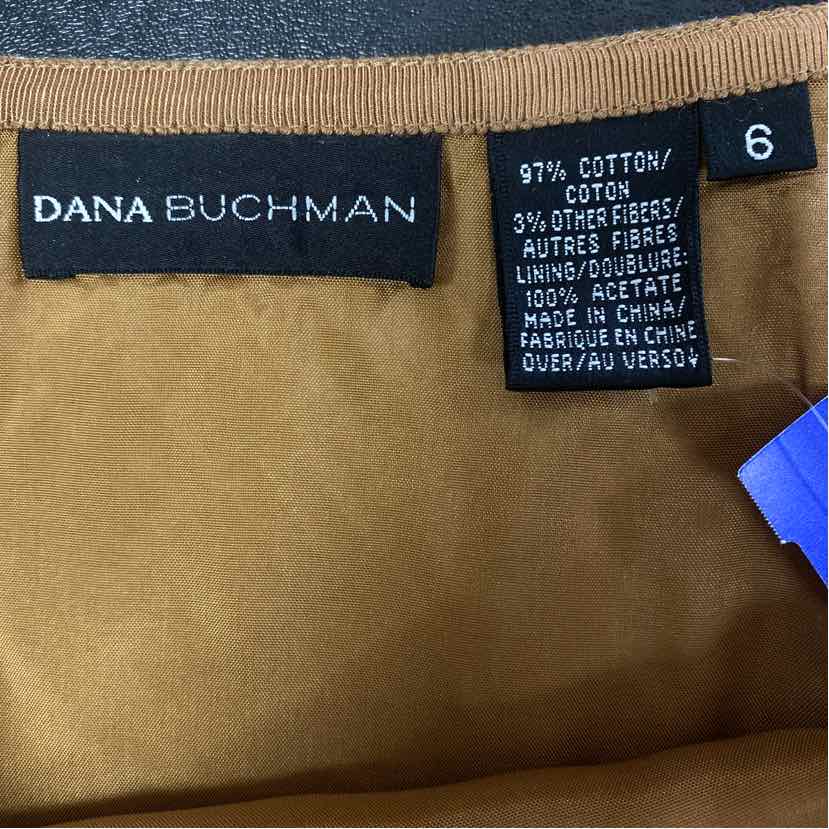 DANA BUCHMAN
97% COTTON/
COTON
3% OTHER FIBERS/
AUTRES FIBRES
LINING/DOUBLURE:
100% ACETATE
MADE IN CHINA/
FABRIQUE EN CHINE
OVER/AU VERSO↓
6